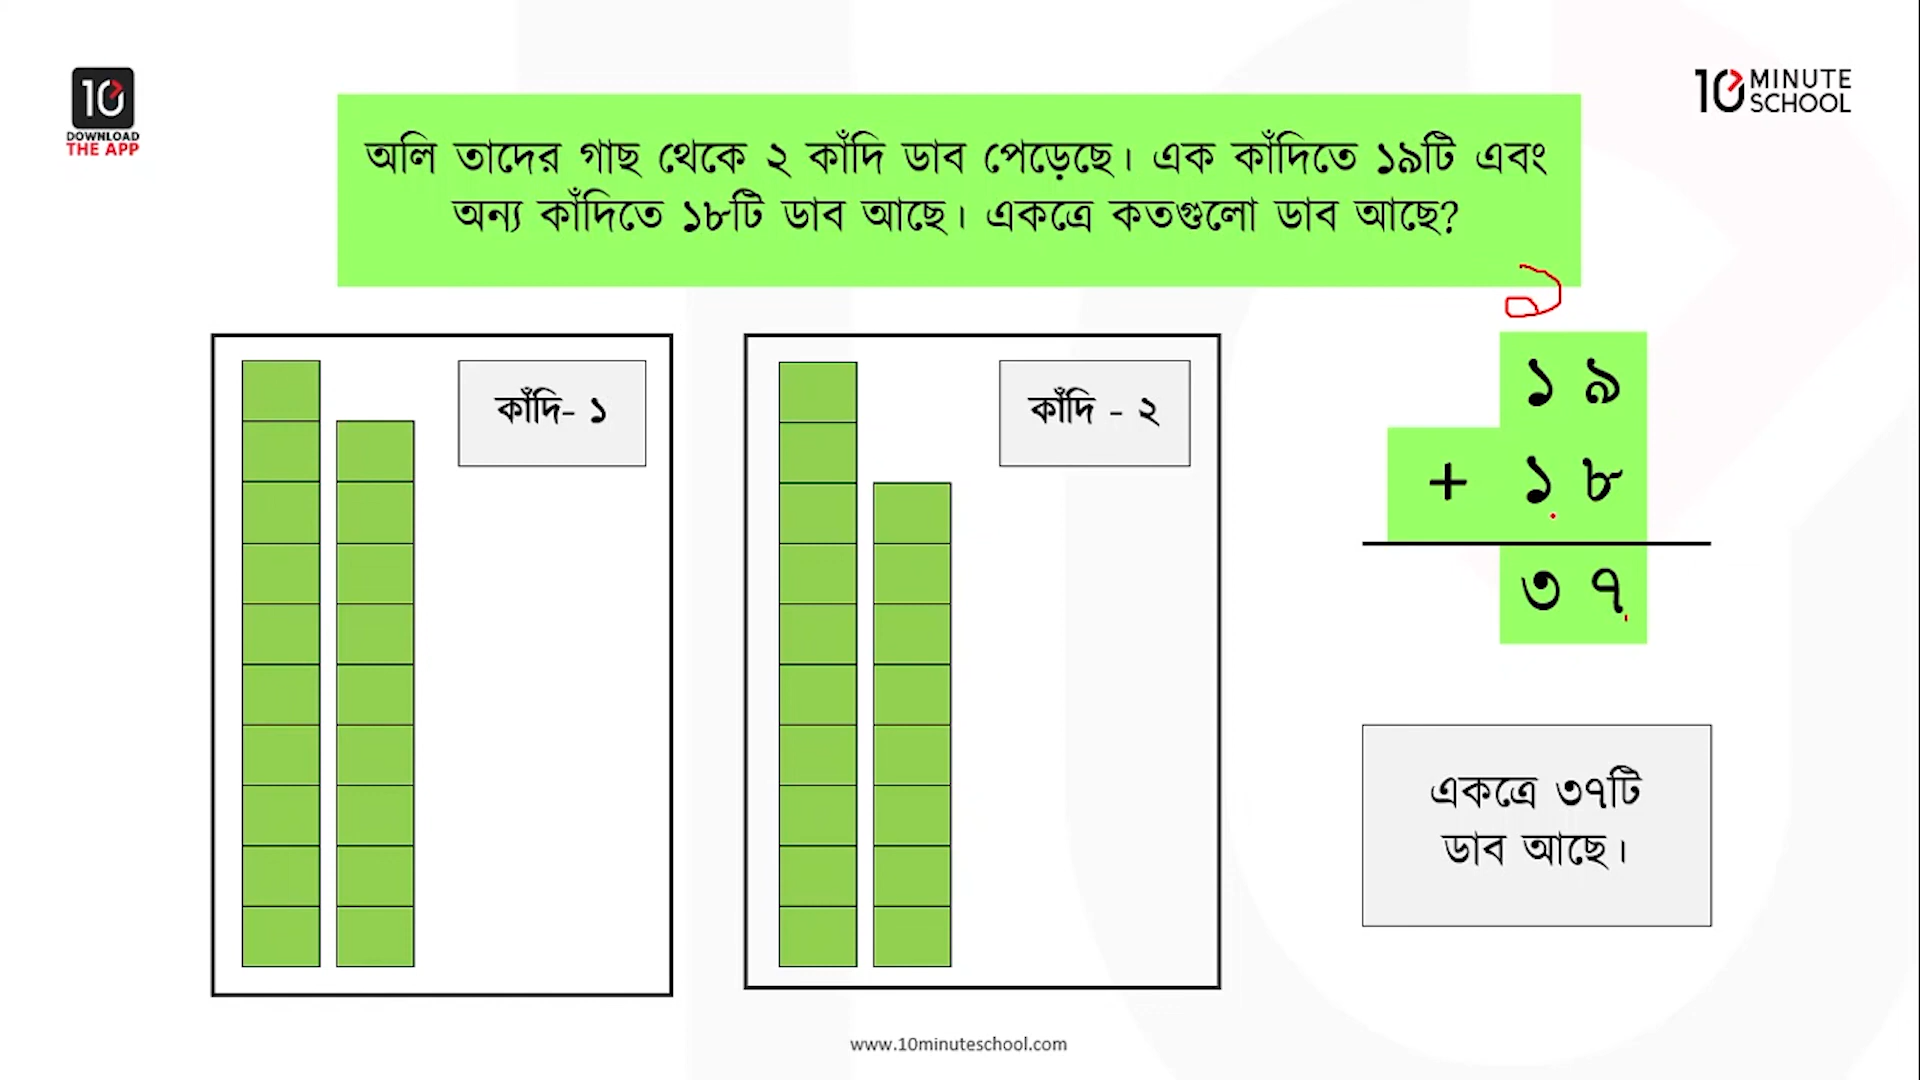 10
DOWNLOAD
THE APP
10 MINUTE
SCHOOL
অলি তাদের গাছ থেকে ২ কাঁদি ডাব পেড়েছে। এক কাঁদিতে ১৯টি এবং
অন্য কাঁদিতে ১৮টি ডাব আছে। একত্রে কতগুলো ডাব আছে?
১
কাঁদি- ১
কাঁদি - ২
১ ৯
+ ১ ৮
৩ ৭
একত্রে ৩৭টি
ডাব আছে।
www.10minuteschool.com